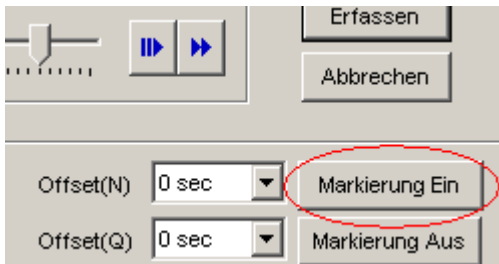 Erfassen
Abbrechen
Offset(N) 0 sec Markierung Ein
Offset(Q) 0 sec Markierung Aus